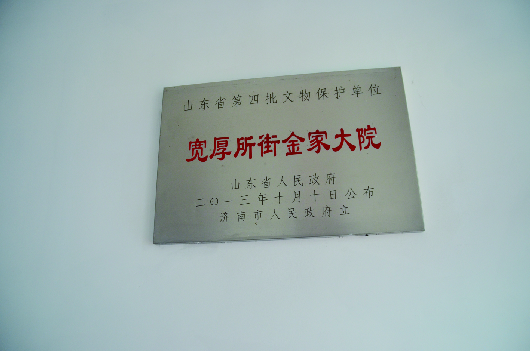 山东省第四批文物保护单位
宽厚所街金家大院
山东省人民政府
二〇一三年十月十日公布
济南市人民政府立